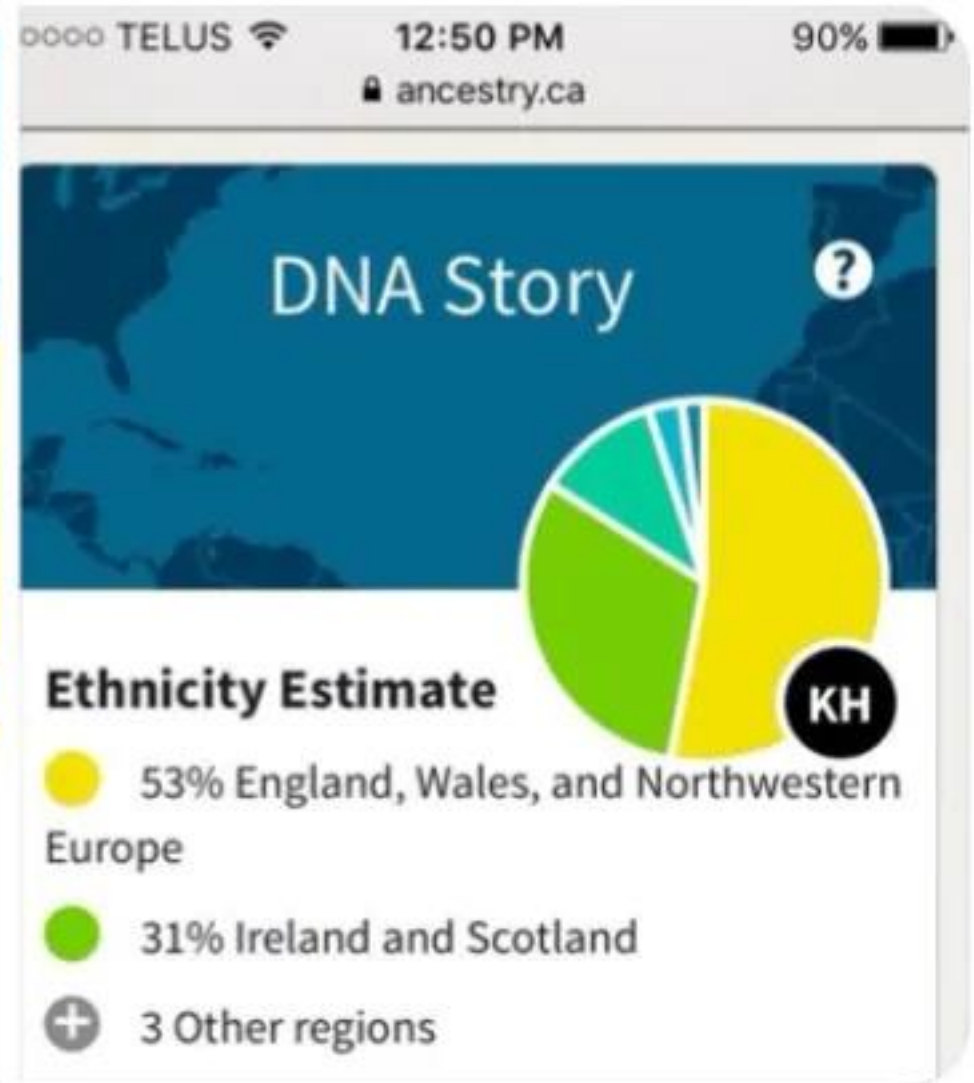 TELUS 12:50 PM 90%
ancestry.ca
DNA Story
?
KH
Ethnicity Estimate
53% England, Wales, and Northwestern
Europe
31% Ireland and Scotland
3 Other regions